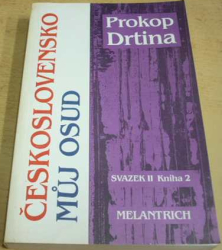 ČESKOSLOVENSKO
MŮJ OSUD
Prokop
Drtina
SVAZEK II Kniha 2
MELANTRICH